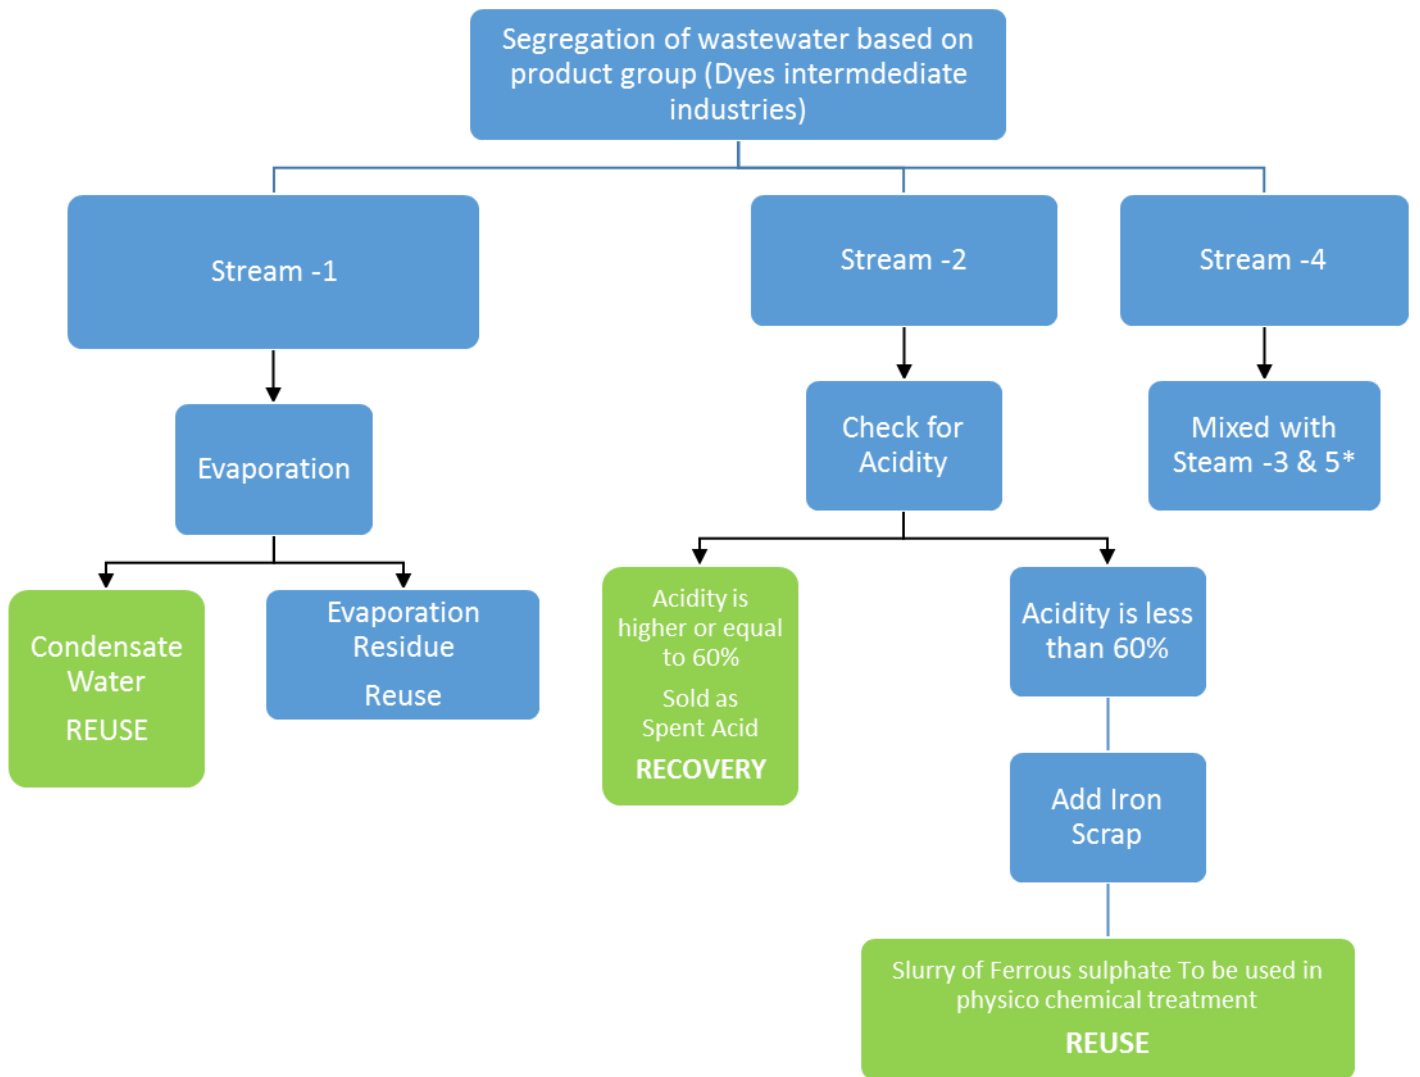 Segregation of wastewater based on
product group (Dyes intermdediate
industries)
Stream -1
Stream -2
Stream -4
Evaporation
Check for
Acidity
Mixed with
Steam -3 & 5*
Condensate
Water
REUSE
Evaporation
Residue
Reuse
Acidity is
higher or equal
to 60%
Sold as
Spent Acid
RECOVERY
Acidity is less
than 60%
Add Iron
Scrap
Slurry of Ferrous sulphate To be used in
physico chemical treatment
REUSE